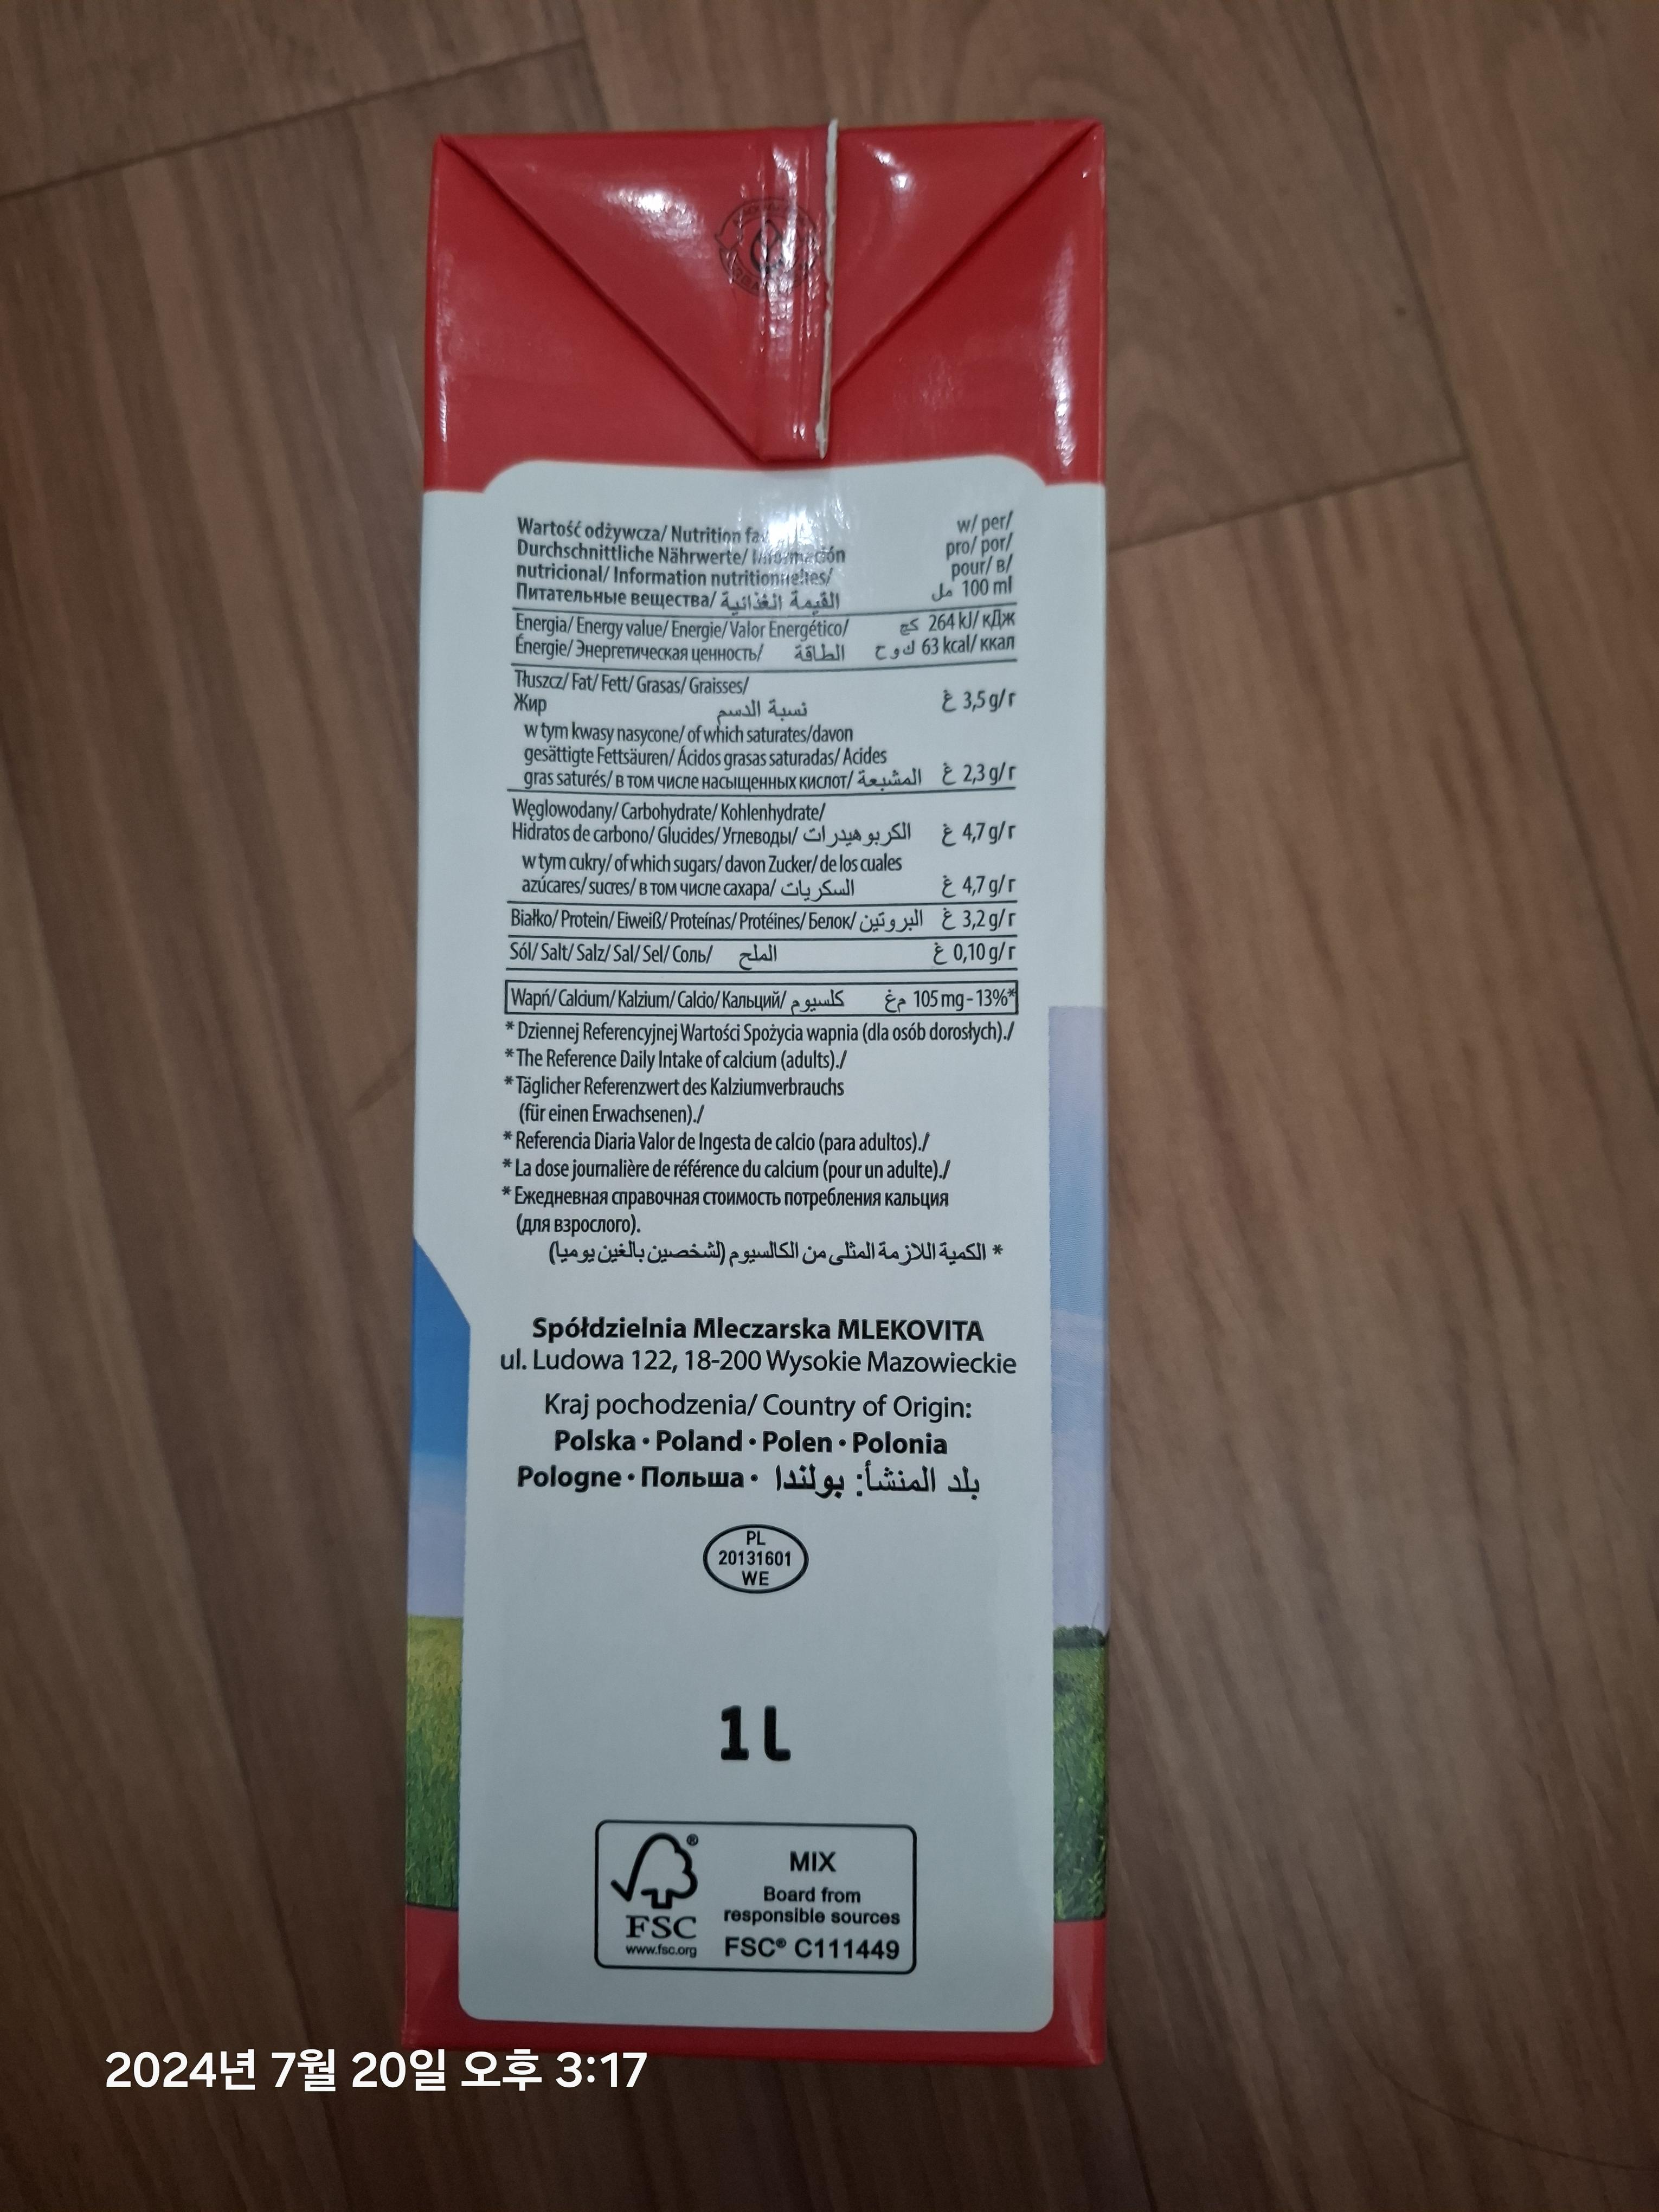 Wartość odżywcza/ Nutrition
Durchschnittliche Nährwerte/ Información
nutricional/ Information nutritionnelles/
Питательные вещества/ القيمة الغذائية
w/ per/
pro/ por/
pour/ в/
مل 100 ml
Energia/ Energy value/ Energie/ Valor Energético/
Énergie/ Энергетическая ценность/ الطاقة
كج 264 kJ/ кДж
ك و ح 63 kcal/ ккал
Tłuszcz/ Fat/ Fett/ Grasas/ Graisses/
Жир نسبة الدسم غ 3,5 g/г
w tym kwasy nasycone/ of which saturates/davon
gesättigte Fettsäuren/ Ácidos grasas saturadas/ Acides
gras saturés/ в том числе насыщенных кислот/ المشبعة غ 2,3 g/г
Węglowodany/ Carbohydrate/ Kohlenhydrate/
Hidratos de carbono/ Glucides/ Углеводы/ الكربوهيدرات غ 4,7 g/г
w tym cukry/ of which sugars/ davon Zucker/ de los cuales
azúcares/ sucres/ в том числе сахара/ السكريات غ 4,7 g/г
Białko/ Protein/ Eiweiß/ Proteínas/ Protéines/ Белок/ البروتين غ 3,2 g/г
Sól/ Salt/ Salz/ Sal/ Sel/ Соль/ الملح غ 0,10 g/г
Wapń/ Calcium/ Kalzium/ Calcio/ Кальций/ كلسيوم مغ 105 mg - 13%*
* Dziennej Referencyjnej Wartości Spożycia wapnia (dla osób dorosłych)./
* The Reference Daily Intake of calcium (adults)./
* Täglicher Referenzwert des Kalziumverbrauchs
(für einen Erwachsenen)./
* Referencia Diaria Valor de Ingesta de calcio (para adultos)./
* La dose journalière de référence du calcium (pour un adulte)./
* Ежедневная справочная стоимость потребления кальция
(для взрослого).
* الكمية اللازمة المثلى من الكالسيوم (لشخصين بالغين يوميا)
Spółdzielnia Mleczarska MLEKOVITA
ul. Ludowa 122, 18-200 Wysokie Mazowieckie
Kraj pochodzenia/ Country of Origin:
Polska • Poland • Polen • Polonia
Pologne • Польша • بلد المنشأ: بولندا
PL
20131601
WE
1L
FSC®
www.fsc.org
MIX
Board from
responsible sources
FSC® C111449
2024년 7월 20일 오후 3:17